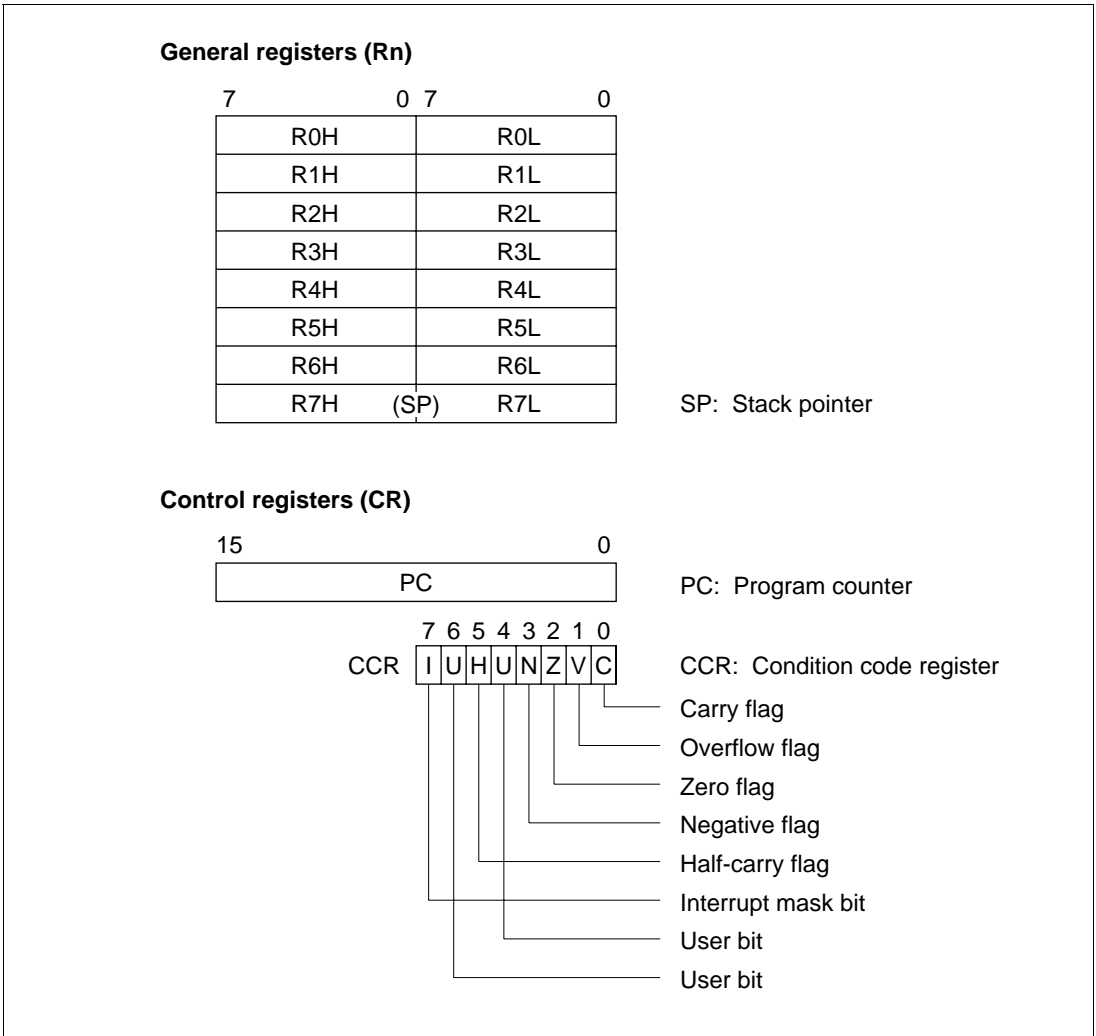 General registers (Rn)
7 0 7 0
R0H R0L
R1H R1L
R2H R2L
R3H R3L
R4H R4L
R5H R5L
R6H R6L
R7H (SP) R7L SP: Stack pointer
Control registers (CR)
15 0
PC PC: Program counter
7 6 5 4 3 2 1 0
CCR I U H U N Z V C CCR: Condition code register
Carry flag
Overflow flag
Zero flag
Negative flag
Half-carry flag
Interrupt mask bit
User bit
User bit